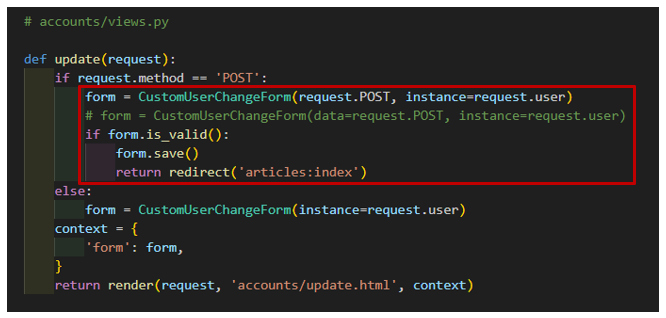 # accounts/views.py

def update(request):
    if request.method == 'POST':
        form = CustomUserChangeForm(request.POST, instance=request.user)
        # form = CustomUserChangeForm(data=request.POST, instance=request.user)
        if form.is_valid():
            form.save()
            return redirect('articles:index')
    else:
        form = CustomUserChangeForm(instance=request.user)
    context = {
        'form': form,
    }
    return render(request, 'accounts/update.html', context)